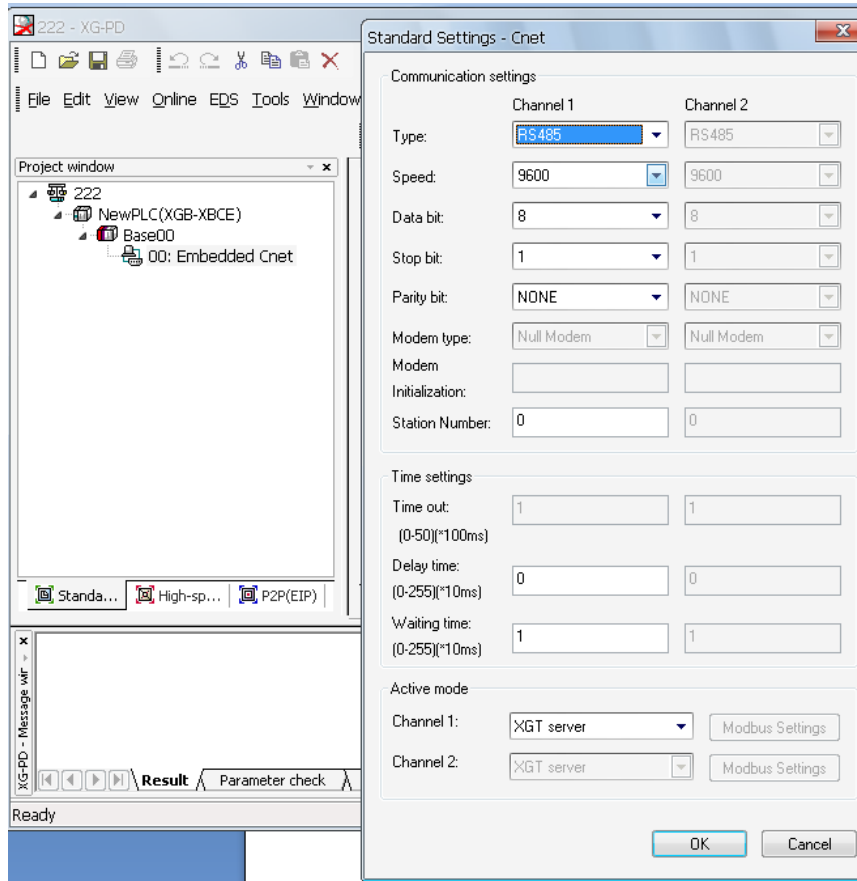 222 - XG-PD
File Edit View Online EDS Tools Window
Project window
222
NewPLC(XGB-XBCE)
Base00
00: Embedded Cnet
Standa... High-sp... P2P(EIP)
XG-PD - Message wir
Result Parameter check
Ready
Standard Settings - Cnet
Communication settings
Channel 1 Channel 2
Type: RS485 RS485
Speed: 9600 9600
Data bit: 8 8
Stop bit: 1 1
Parity bit: NONE NONE
Modem type: Null Modem Null Modem
Modem
Initialization:
Station Number: 0 0
Time settings
Time out: 1 1
(0-50)(*100ms)
Delay time: 0 0
(0-255)(*10ms)
Waiting time: 1 1
(0-255)(*10ms)
Active mode
Channel 1: XGT server Modbus Settings
Channel 2: XGT server Modbus Settings
OK Cancel